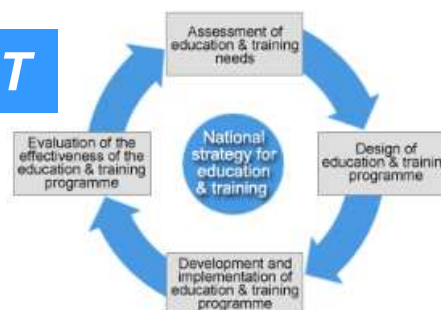 T
Assessment of
education & training
needs
Evaluation of the
effectiveness of the
education & training
programme
National
strategy for
education
& training
Design of
education & training
programme
Development and
implementation of
education & training
programme